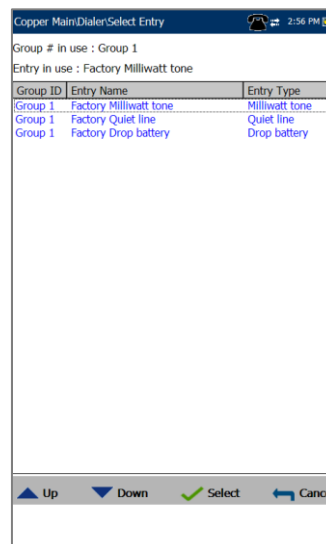 Copper Main\Dialer\Select Entry 2:56 PM
Group # in use : Group 1
Entry in use : Factory Milliwatt tone
Group ID Entry Name Entry Type
Group 1 Factory Milliwatt tone Milliwatt tone
Group 1 Factory Quiet line Quiet line
Group 1 Factory Drop battery Drop battery
Up Down Select Canc